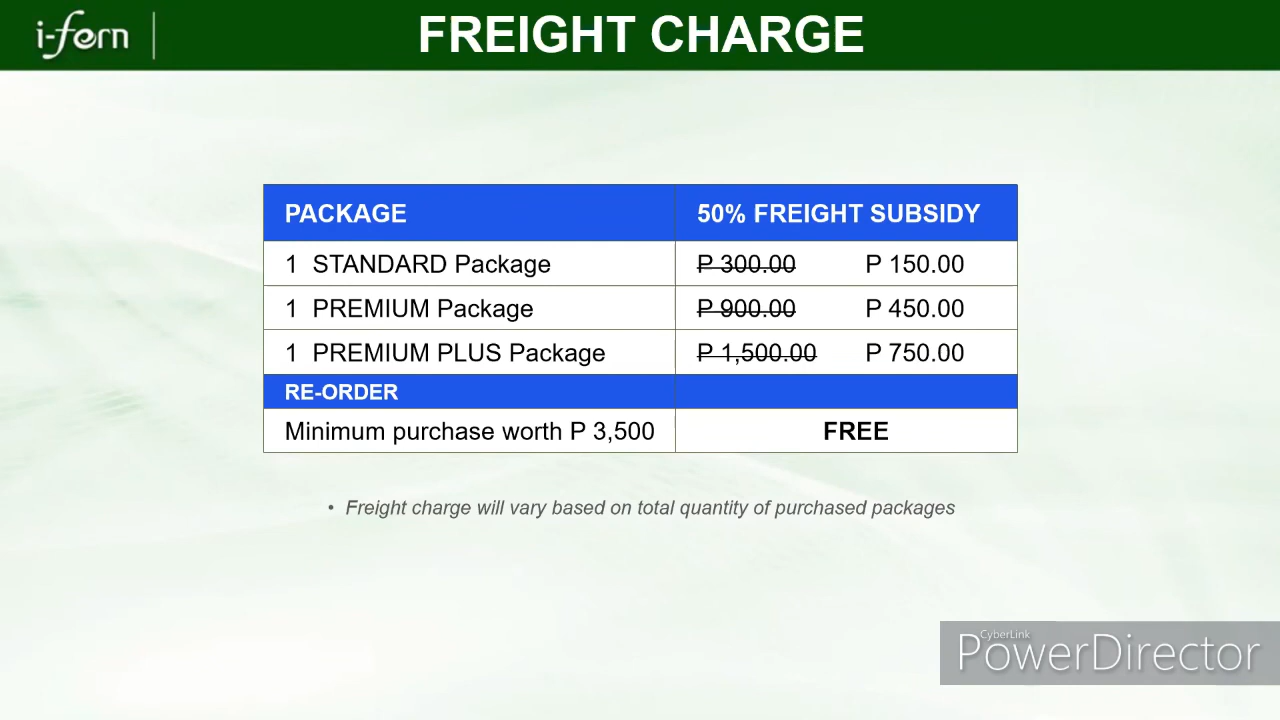 i-fern
FREIGHT CHARGE
PACKAGE 50% FREIGHT SUBSIDY
1 STANDARD Package P 300.00 P 150.00
1 PREMIUM Package P 900.00 P 450.00
1 PREMIUM PLUS Package P 1,500.00 P 750.00
RE-ORDER
Minimum purchase worth P 3,500 FREE
• Freight charge will vary based on total quantity of purchased packages
CyberLink
PowerDirector